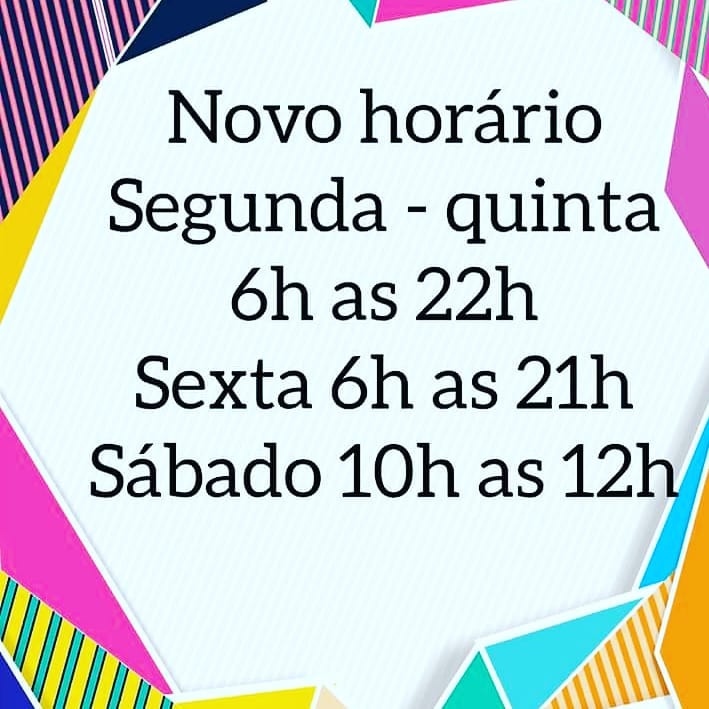 Novo horário
Segunda - quinta
6h as 22h
Sexta 6h as 21h
Sábado 10h as 12h